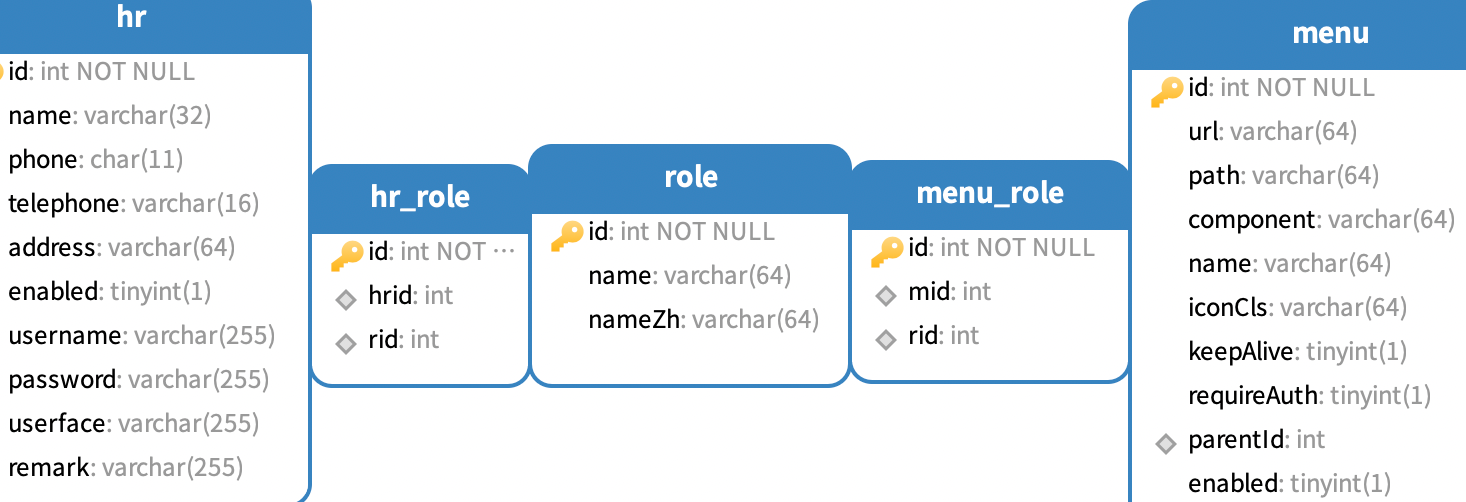 hr
id: int NOT NULL
name: varchar(32)
phone: char(11)
telephone: varchar(16)
address: varchar(64)
enabled: tinyint(1)
username: varchar(255)
password: varchar(255)
userface: varchar(255)
remark: varchar(255)
hr_role
id: int NOT ···
hrid: int
rid: int
role
id: int NOT NULL
name: varchar(64)
nameZh: varchar(64)
menu_role
id: int NOT NULL
mid: int
rid: int
menu
id: int NOT NULL
url: varchar(64)
path: varchar(64)
component: varchar(64)
name: varchar(64)
iconCls: varchar(64)
keepAlive: tinyint(1)
requireAuth: tinyint(1)
parentId: int
enabled: tinyint(1)